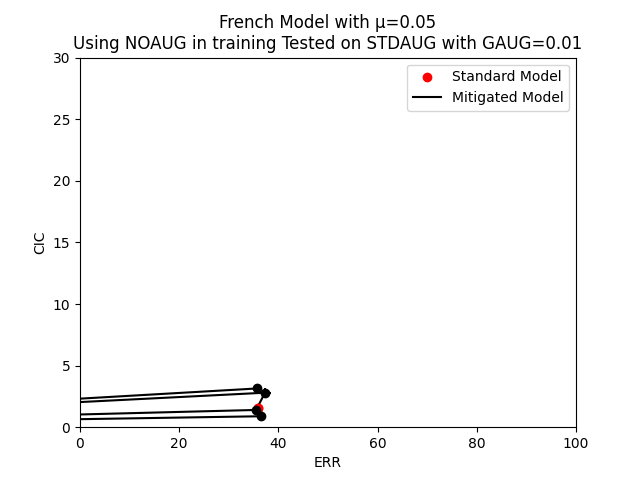 French Model with μ=0.05
Using NOAUG in training Tested on STDAUG with GAUG=0.01
Standard Model
Mitigated Model
30
25
20
15
10
5
0
CIC
0 20 40 60 80 100
ERR